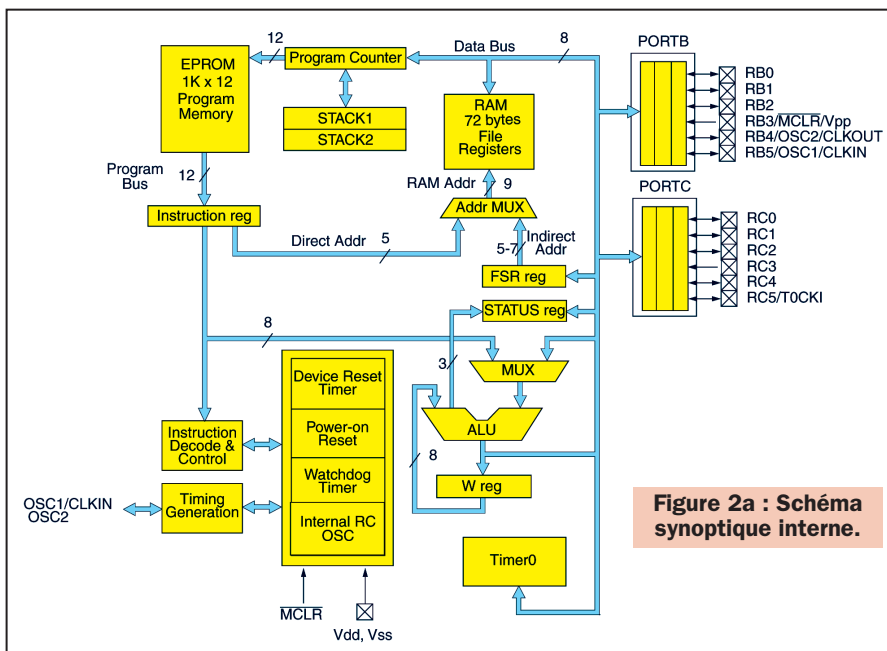 12
Data Bus
8
PORTB
EPROM
1K x 12
Program
Memory
Program Counter
RB0
RB1
RB2
RB3/MCLR/Vpp
RB4/OSC2/CLKOUT
RB5/OSC1/CLKIN
STACK1
STACK2
RAM
72 bytes
File
Registers
Program
Bus
12
RAM Addr
9
PORTC
Instruction reg
Addr MUX
RC0
RC1
RC2
RC3
RC4
RC5/T0CKI
Direct Addr
5
5-7
Indirect
Addr
FSR reg
STATUS reg
8
3
MUX
Device Reset
Timer
Power-on
Reset
Watchdog
Timer
Internal RC
OSC
ALU
Instruction
Decode &
Control
8
W reg
OSC1/CLKIN
OSC2
Timing
Generation
Figure 2a : Schéma
synoptique interne.
Timer0
MCLR
Vdd, Vss